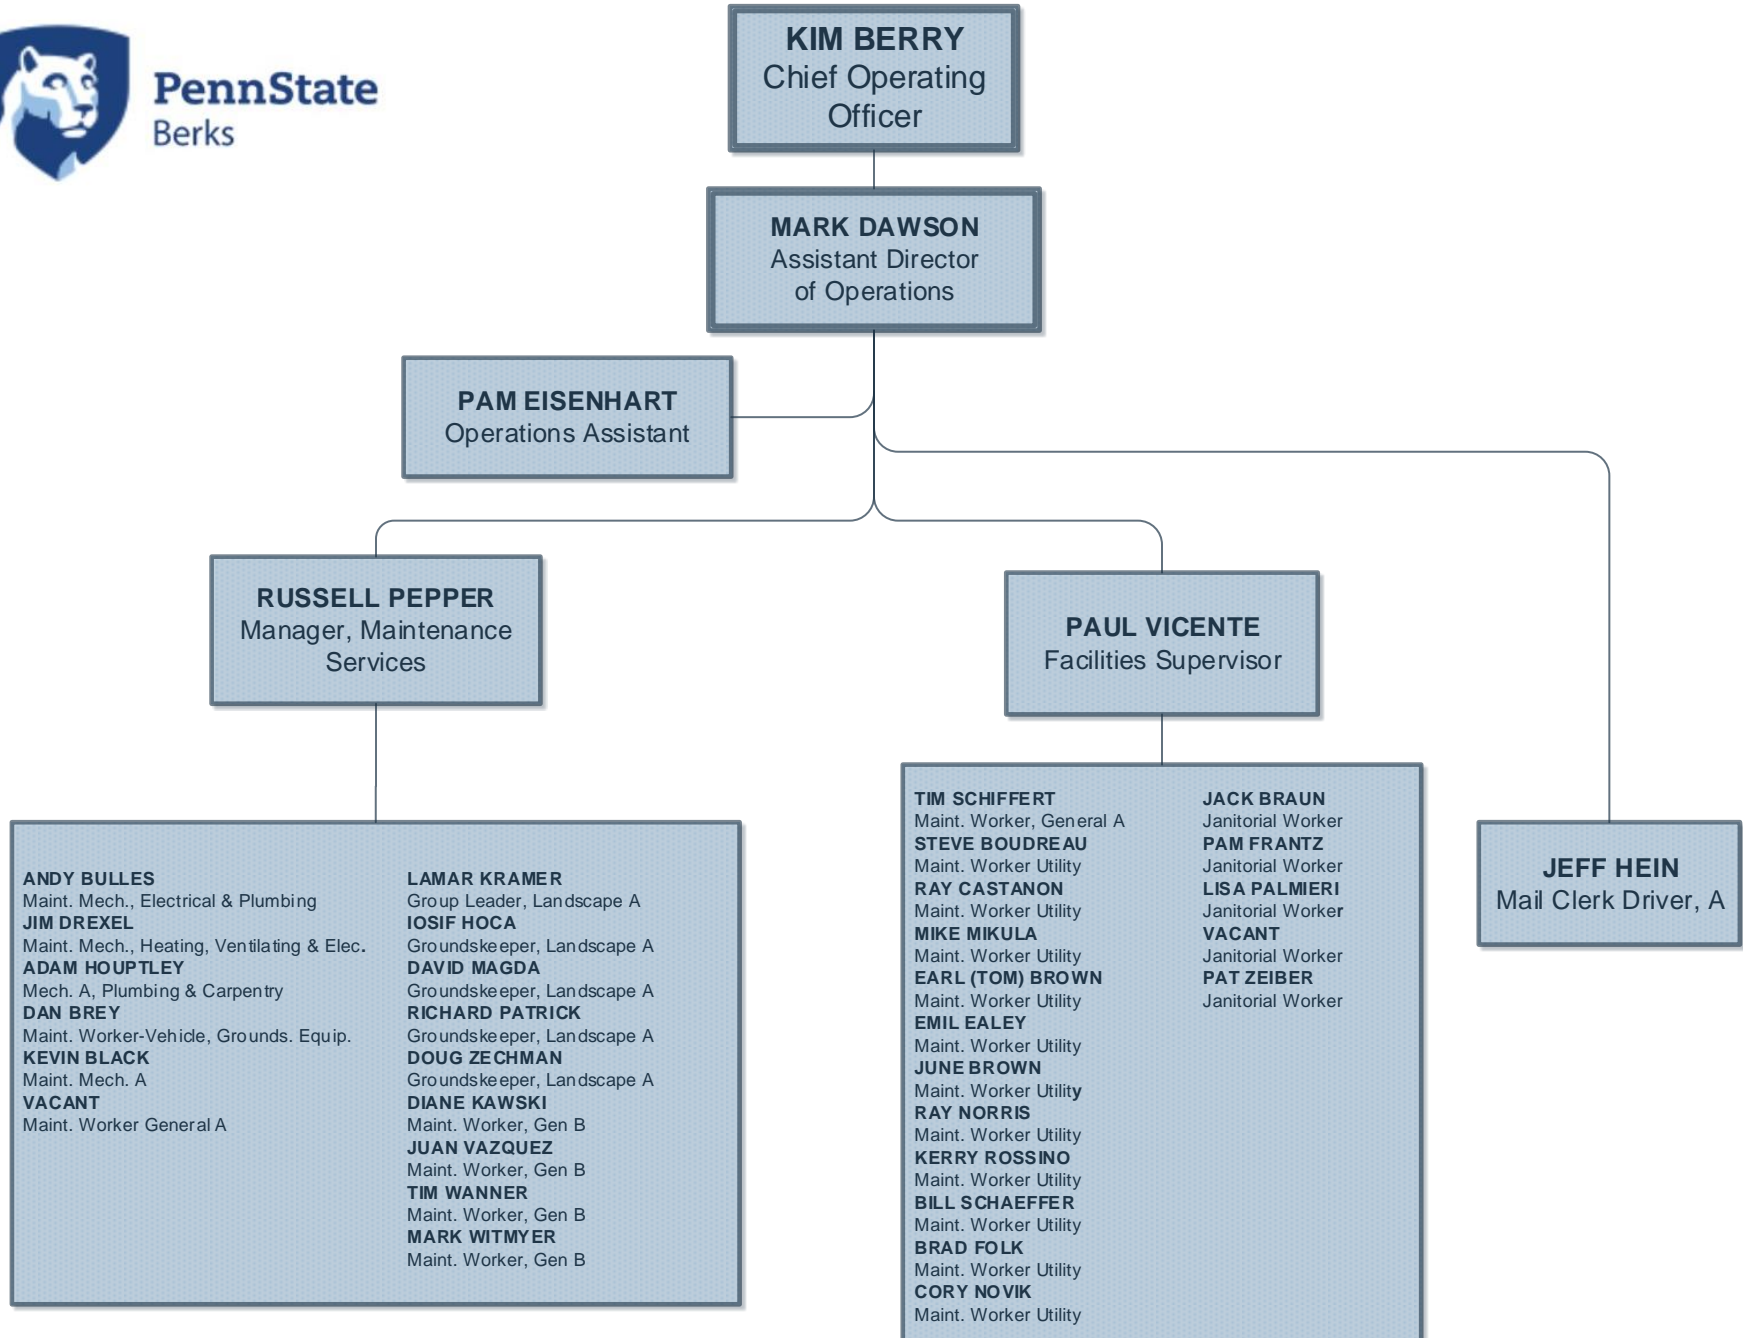 PennState
Berks
KIM BERRY
Chief Operating
Officer
MARK DAWSON
Assistant Director
of Operations
PAM EISENHART
Operations Assistant
RUSSELL PEPPER
Manager, Maintenance
Services
PAUL VICENTE
Facilities Supervisor
JEFF HEIN
Mail Clerk Driver, A
ANDY BULLES
Maint. Mech., Electrical & Plumbing
JIM DREXEL
Maint. Mech., Heating, Ventilating & Elec.
ADAM HOUPTLEY
Mech. A, Plumbing & Carpentry
DAN BREY
Maint. Worker-Vehicle, Grounds. Equip.
KEVIN BLACK
Maint. Mech. A
VACANT
Maint. Worker General A
LAMAR KRAMER
Group Leader, Landscape A
IOSIF HOCA
Groundskeeper, Landscape A
DAVID MAGDA
Groundskeeper, Landscape A
RICHARD PATRICK
Groundskeeper, Landscape A
DOUG ZECHMAN
Groundskeeper, Landscape A
DIANE KAWSKI
Maint. Worker, Gen B
JUAN VAZQUEZ
Maint. Worker, Gen B
TIM WANNER
Maint. Worker, Gen B
MARK WITMYER
Maint. Worker, Gen B
TIM SCHIFFERT
Maint. Worker, General A
STEVE BOUDREAU
Maint. Worker Utility
RAY CASTANON
Maint. Worker Utility
MIKE MIKULA
Maint. Worker Utility
EARL (TOM) BROWN
Maint. Worker Utility
EMIL EALEY
Maint. Worker Utility
JUNE BROWN
Maint. Worker Utility
RAY NORRIS
Maint. Worker Utility
KERRY ROSSINO
Maint. Worker Utility
BILL SCHAEFFER
Maint. Worker Utility
BRAD FOLK
Maint. Worker Utility
CORY NOVIK
Maint. Worker Utility
JACK BRAUN
Janitorial Worker
PAM FRANTZ
Janitorial Worker
LISA PALMIERI
Janitorial Worker
VACANT
Janitorial Worker
PAT ZEIBER
Janitorial Worker